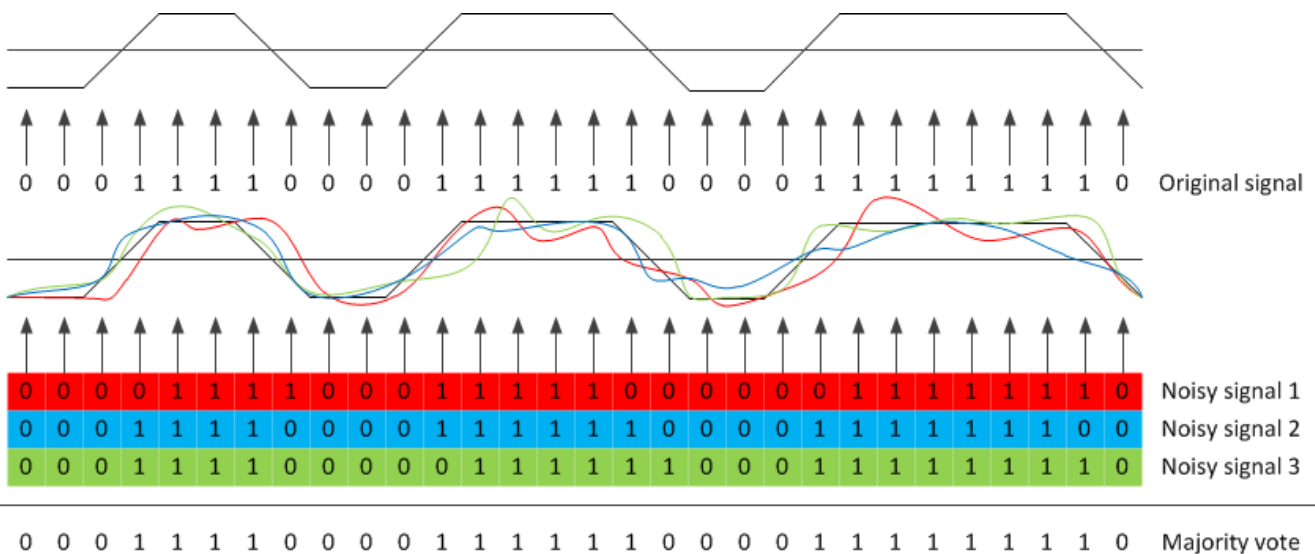 0 0 0 1 1 1 1 0 0 0 0 1 1 1 1 1 1 0 0 0 0 1 1 1 1 1 1 1 1 0 Original signal
0 0 0 0 1 1 1 1 0 0 0 1 1 1 1 1 0 0 0 0 0 0 1 1 1 1 1 1 1 0 Noisy signal 1
0 0 0 1 1 1 1 0 0 0 0 1 1 1 1 1 1 0 0 0 0 1 1 1 1 1 1 1 0 0 Noisy signal 2
0 0 0 1 1 1 1 0 0 0 0 0 1 1 1 1 1 1 0 0 0 1 1 1 1 1 1 1 1 0 Noisy signal 3
0 0 0 1 1 1 1 0 0 0 0 1 1 1 1 1 1 0 0 0 0 1 1 1 1 1 1 1 1 0 Majority vote